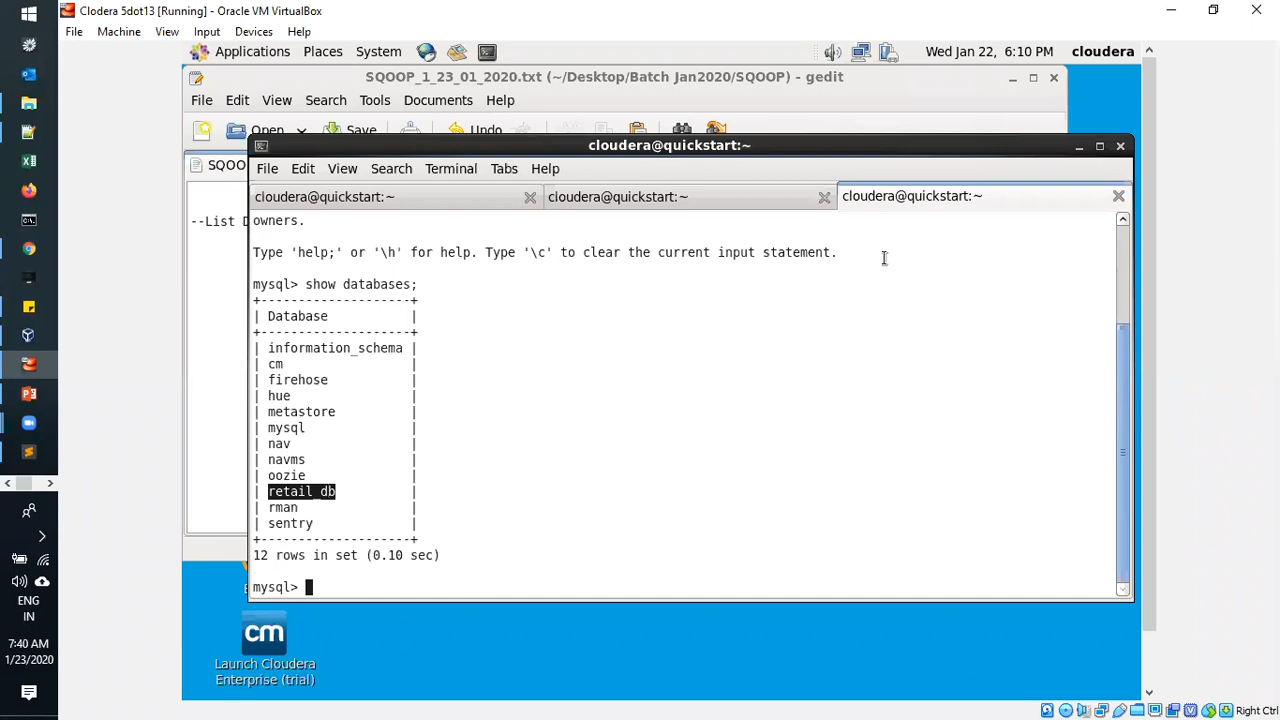 Clodera 5dot13 [Running] - Oracle VM VirtualBox
File Machine View Input Devices Help
Applications Places System Wed Jan 22, 6:10 PM cloudera
SQOOP_1_23_01_2020.txt (~/Desktop/Batch Jan2020/SQOOP) - gedit
File Edit View Search Tools Documents Help
Open Save Undo
cloudera@quickstart:~
SQOO
File Edit View Search Terminal Tabs Help
cloudera@quickstart:~ cloudera@quickstart:~ cloudera@quickstart:~
--List D
owners.
Type 'help;' or '\h' for help. Type '\c' to clear the current input statement.
mysql> show databases;
+--------------------+
| Database |
+--------------------+
| information_schema |
| cm |
| firehose |
| hue |
| metastore |
| mysql |
| nav |
| navms |
| oozie |
| retail_db |
| rman |
| sentry |
+--------------------+
12 rows in set (0.10 sec)
mysql>
cm
Launch Cloudera
Enterprise (trial)
ENG
IN
7:40 AM
1/23/2020
Right Ctrl